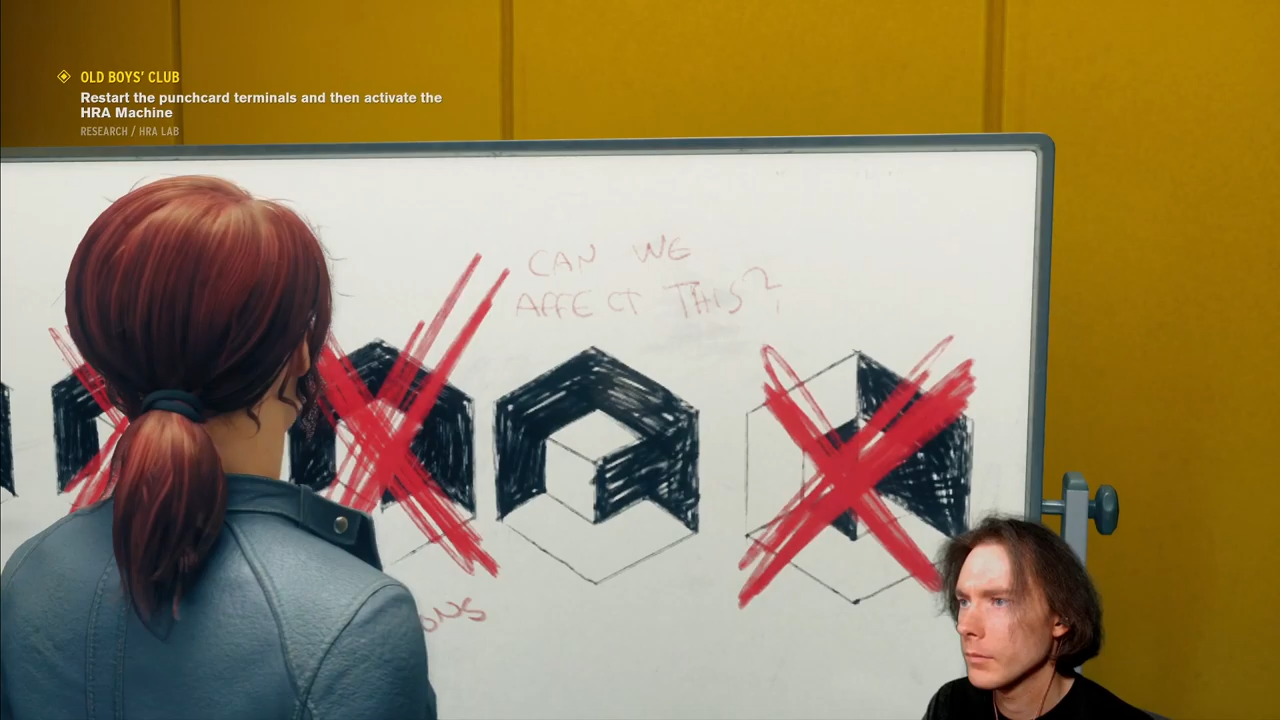 OLD BOYS' CLUB
Restart the punchcard terminals and then activate the
HRA Machine
RESEARCH / HRA LAB
CAN WE
AFFECT THIS?